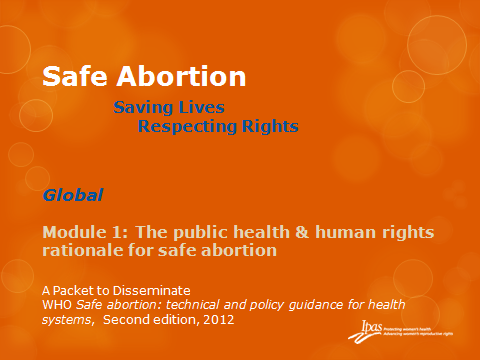 Safe Abortion
Saving Lives
Respecting Rights
Global
Module 1: The public health & human rights
rationale for safe abortion
A Packet to Disseminate
WHO Safe abortion: technical and policy guidance for health
systems, Second edition, 2012
Ipas
Protecting women's health
Advancing women's reproductive rights